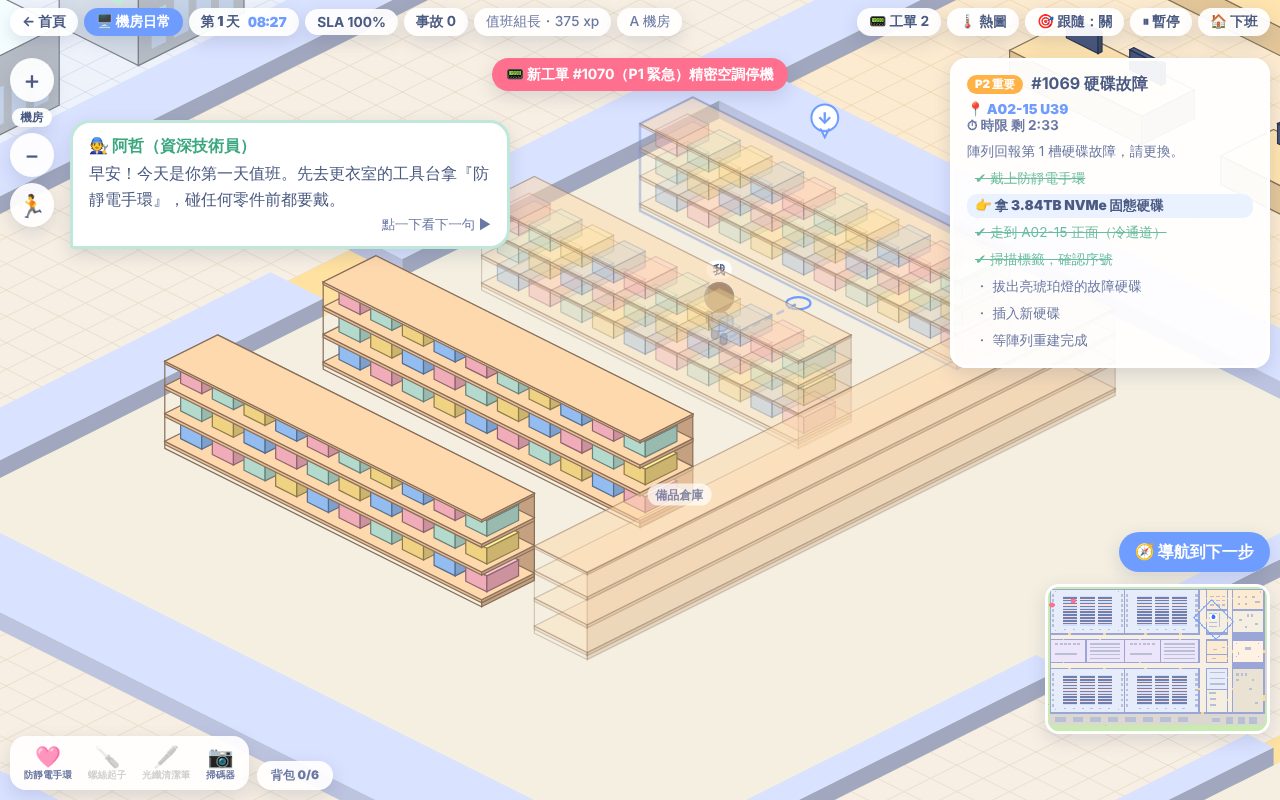 ← 首頁
🖥️ 機房日常
第 1 天 08:27
SLA 100%
事故 0
值班組長・375 xp
A 機房
📟 工單 2
🌡️ 熱圖
🎯 跟隨：關
⏸ 暫停
🏠 下班
📟 新工單 #1070（P1 緊急）精密空調停機
+
機房
−
👩‍🔧 阿哲（資深技術員）
早安！今天是你第一天值班。先去更衣室的工具台拿『防
靜電手環』，碰任何零件前都要戴。
點一下看下一句 ▶
P2 重要 #1069 硬碟故障
📍 A02-15 U39
⏱ 時限 剩 2:33
陣列回報第 1 槽硬碟故障，請更換。
✔ 戴上防靜電手環
👉 拿 3.84TB NVMe 固態硬碟
✔ 走到 A02-15 正面（冷通道）
✔ 掃描標籤，確認序號
・ 拔出亮琥珀燈的故障硬碟
・ 插入新硬碟
・ 等陣列重建完成
我
備品倉庫
🧭 導航到下一步
防靜電手環
螺絲起子
光纖清潔筆
掃碼器
背包 0/6